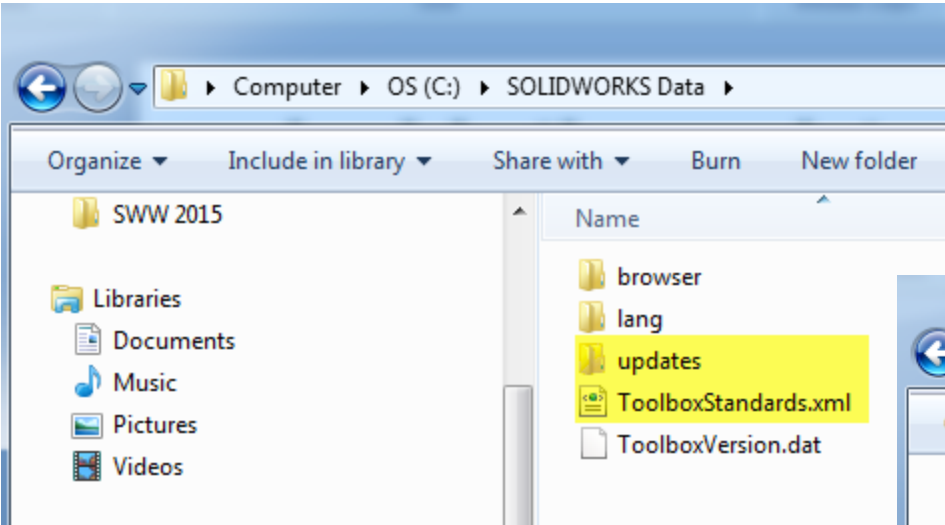 Computer OS (C:) SOLIDWORKS Data
Organize Include in library Share with Burn New folder
SWW 2015
Libraries
Documents
Music
Pictures
Videos
Name
browser
lang
updates
ToolboxStandards.xml
ToolboxVersion.dat